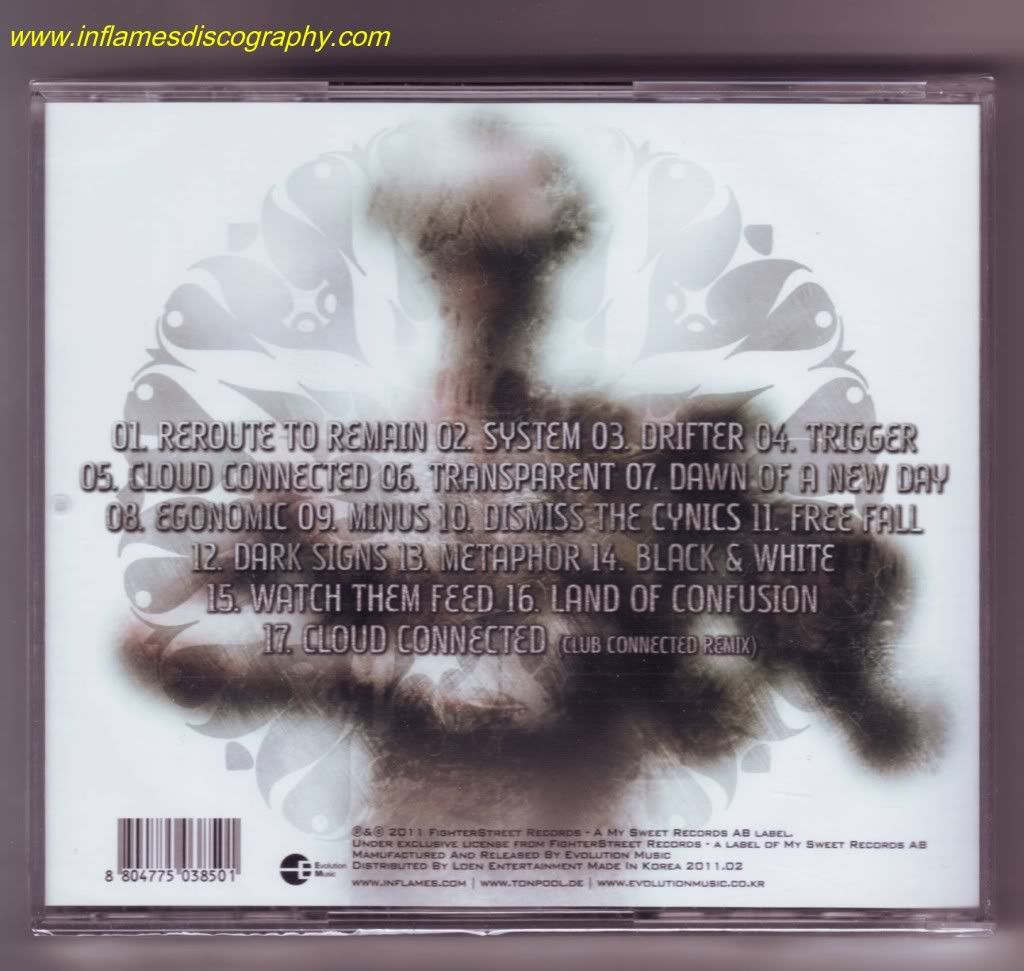 www.inflamesdiscography.com
01. REROUTE TO REMAIN 02. SYSTEM 03. DRIFTER 04. TRIGGER
05. CLOUD CONNECTED 06. TRANSPARENT 07. DAWN OF A NEW DAY
08. EGONOMIC 09. MINUS 10. DISMISS THE CYNICS 11. FREE FALL
12. DARK SIGNS 13. METAPHOR 14. BLACK & WHITE
15. WATCH THEM FEED 16. LAND OF CONFUSION
17. CLOUD CONNECTED (CLUB CONNECTED REMIX)
8 804775 038501
Evolution
Music
℗&© 2011 FIGHTERSTREET RECORDS - A MY SWEET RECORDS AB LABEL.
UNDER EXCLUSIVE LICENSE FROM FIGHTERSTREET RECORDS - A LABEL OF MY SWEET RECORDS AB
MAMUFACTURED AND RELEASED BY EVOLUTION MUSIC
DISTRIBUTED BY LOEN ENTERTAINMENT MADE IN KOREA 2011.02
WWW.INFLAMES.COM | WWW.TONPOOL.DE | WWW.EVOLUTIONMUSIC.CO.KR